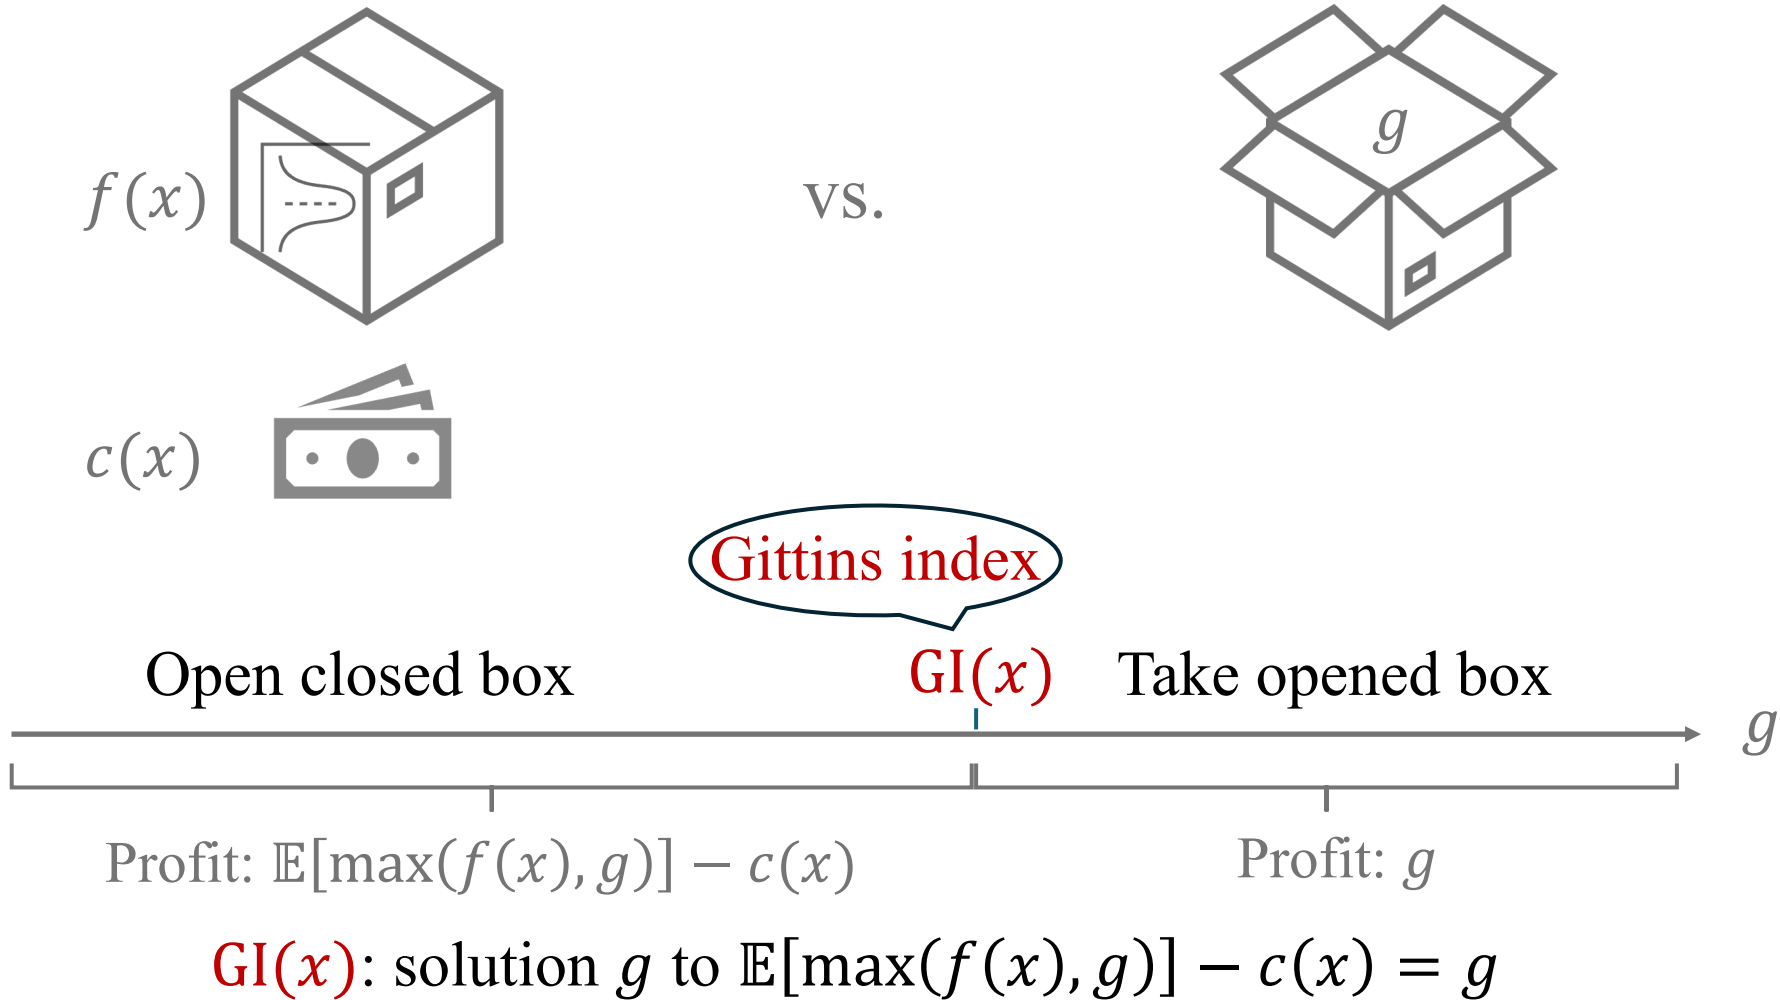 g
f(x)
vs.
c(x)
Gittins index
Open closed box
GI(x)
Take opened box
g
Profit: 𝔼[max(f(x), g)] − c(x)
Profit: g
GI(x): solution g to 𝔼[max(f(x), g)] − c(x) = g